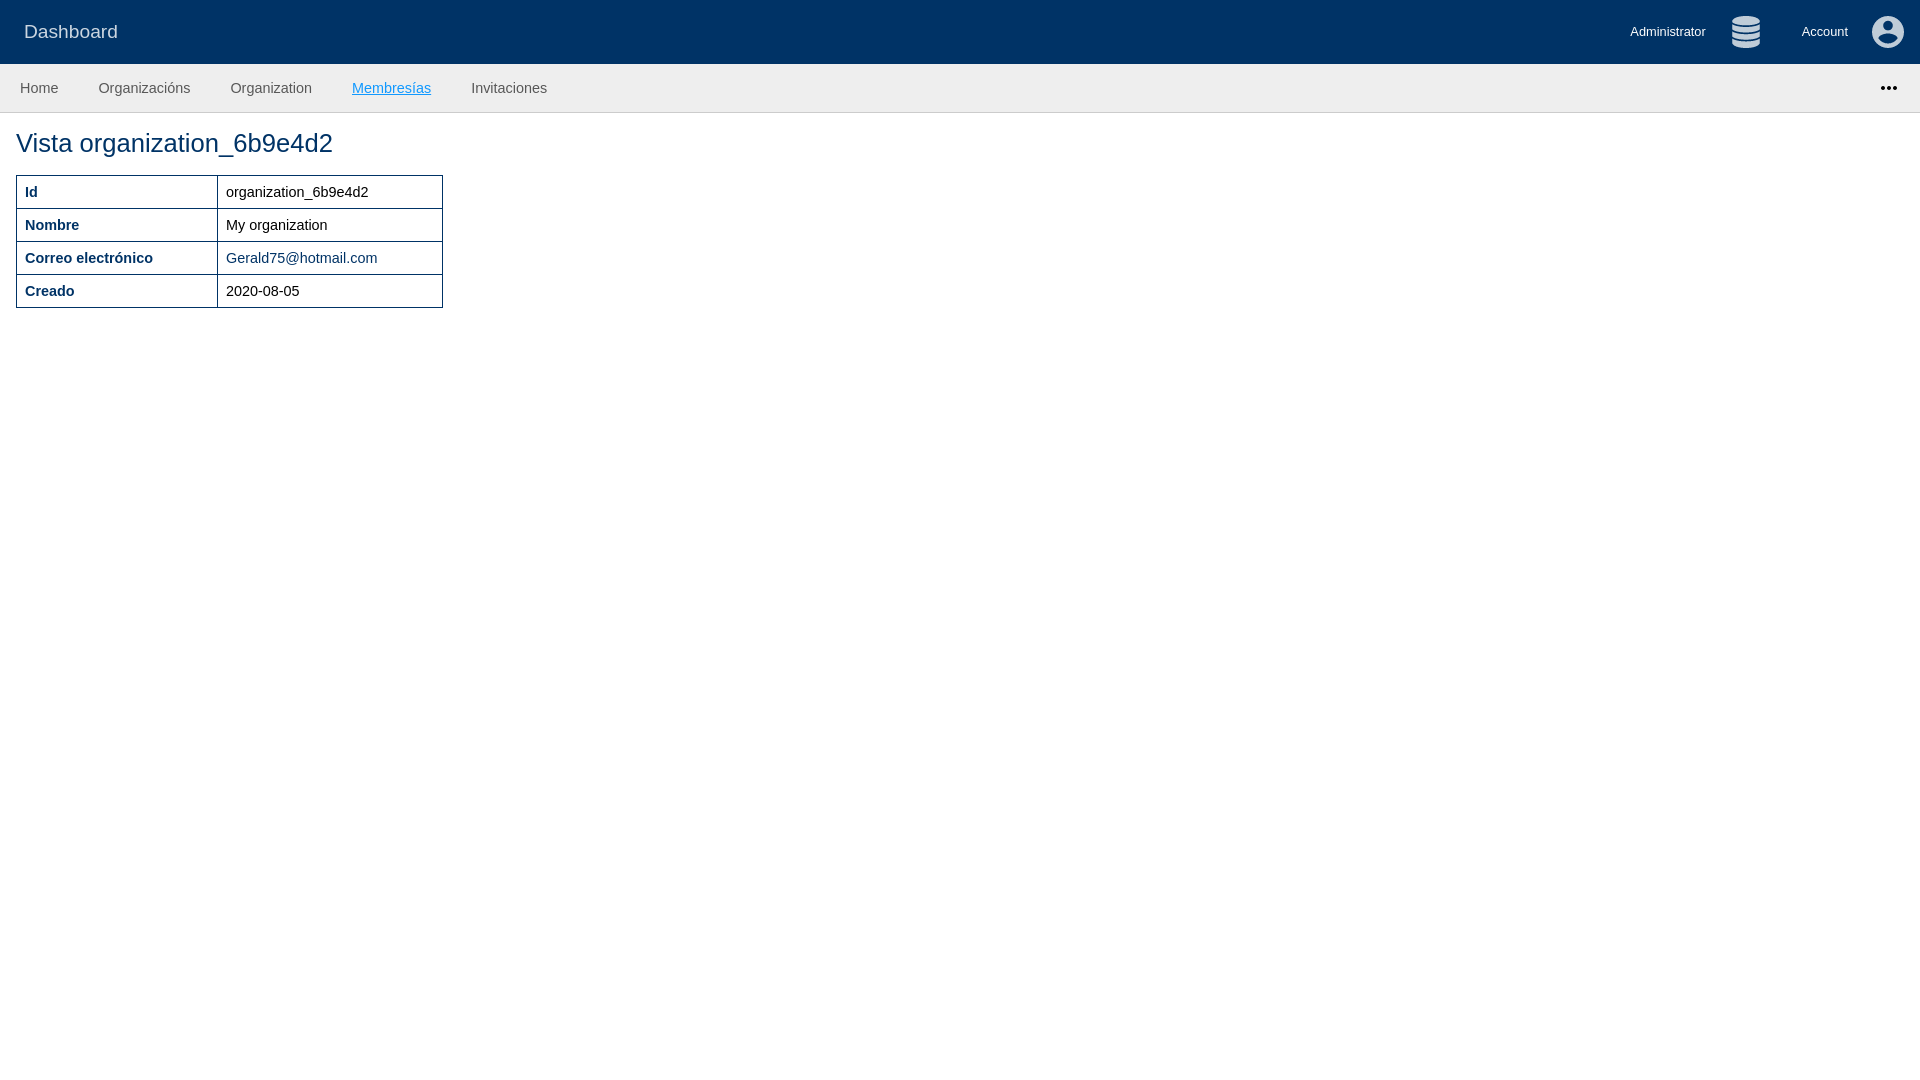 Dashboard
Administrator
Account
Home
Organizacións
Organization
Membresías
Invitaciones
Vista organization_6b9e4d2
Id organization_6b9e4d2
Nombre My organization
Correo electrónico Gerald75@hotmail.com
Creado 2020-08-05